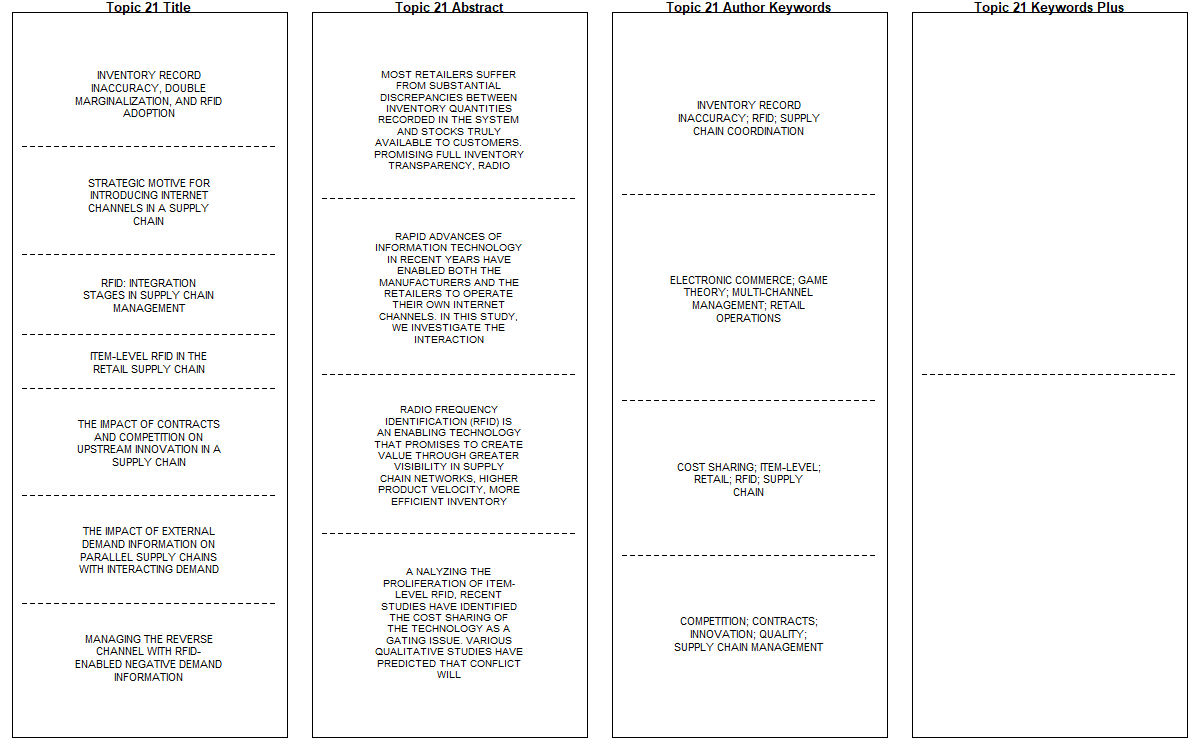 Topic 21 Title
INVENTORY RECORD
INACCURACY, DOUBLE
MARGINALIZATION, AND RFID
ADOPTION
STRATEGIC MOTIVE FOR
INTRODUCING INTERNET
CHANNELS IN A SUPPLY
CHAIN
RFID: INTEGRATION
STAGES IN SUPPLY CHAIN
MANAGEMENT
ITEM-LEVEL RFID IN THE
RETAIL SUPPLY CHAIN
THE IMPACT OF CONTRACTS
AND COMPETITION ON
UPSTREAM INNOVATION IN A
SUPPLY CHAIN
THE IMPACT OF EXTERNAL
DEMAND INFORMATION ON
PARALLEL SUPPLY CHAINS
WITH INTERACTING DEMAND
MANAGING THE REVERSE
CHANNEL WITH RFID-
ENABLED NEGATIVE DEMAND
INFORMATION
Topic 21 Abstract
MOST RETAILERS SUFFER
FROM SUBSTANTIAL
DISCREPANCIES BETWEEN
INVENTORY QUANTITIES
RECORDED IN THE SYSTEM
AND STOCKS TRULY
AVAILABLE TO CUSTOMERS.
PROMISING FULL INVENTORY
TRANSPARENCY, RADIO
RAPID ADVANCES OF
INFORMATION TECHNOLOGY
IN RECENT YEARS HAVE
ENABLED BOTH THE
MANUFACTURERS AND THE
RETAILERS TO OPERATE
THEIR OWN INTERNET
CHANNELS. IN THIS STUDY,
WE INVESTIGATE THE
INTERACTION
RADIO FREQUENCY
IDENTIFICATION (RFID) IS
AN ENABLING TECHNOLOGY
THAT PROMISES TO CREATE
VALUE THROUGH GREATER
VISIBILITY IN SUPPLY
CHAIN NETWORKS, HIGHER
PRODUCT VELOCITY, MORE
EFFICIENT INVENTORY
A NALYZING THE
PROLIFERATION OF ITEM-
LEVEL RFID, RECENT
STUDIES HAVE IDENTIFIED
THE COST SHARING OF
THE TECHNOLOGY AS A
GATING ISSUE. VARIOUS
QUALITATIVE STUDIES HAVE
PREDICTED THAT CONFLICT
WILL
Topic 21 Author Keywords
INVENTORY RECORD
INACCURACY; RFID; SUPPLY
CHAIN COORDINATION
ELECTRONIC COMMERCE; GAME
THEORY; MULTI-CHANNEL
MANAGEMENT; RETAIL
OPERATIONS
COST SHARING; ITEM-LEVEL;
RETAIL; RFID; SUPPLY
CHAIN
COMPETITION; CONTRACTS;
INNOVATION; QUALITY;
SUPPLY CHAIN MANAGEMENT
Topic 21 Keywords Plus